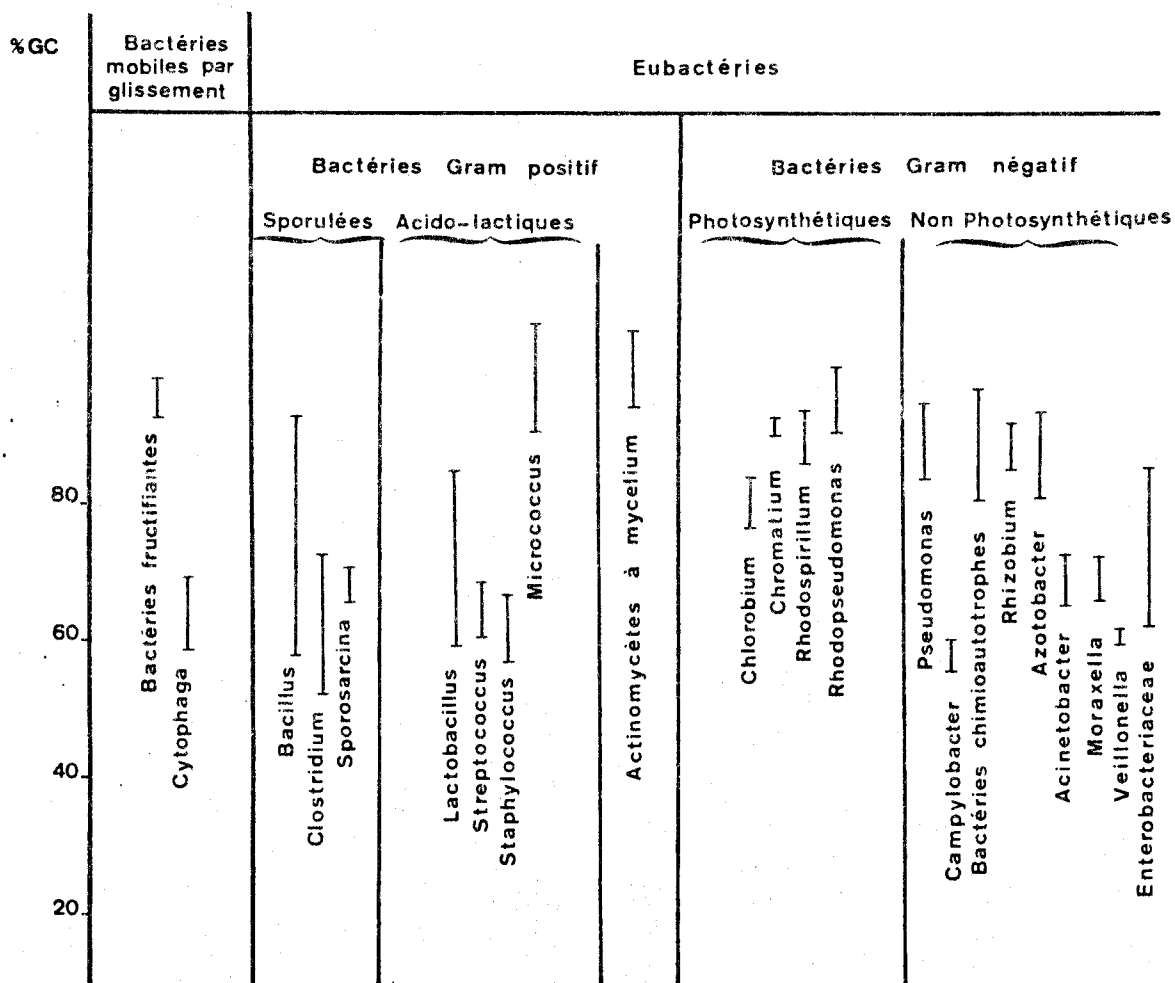 %GC
Bactéries
mobiles par
glissement
Eubactéries
Bactéries Gram positif
Bactéries Gram négatif
Sporulées
Acido-lactiques
Photosynthétiques
Non Photosynthétiques
80
60
40
20
Bactéries fructifiantes
Cytophaga
Bacillus
Clostridium
Sporosarcina
Lactobacillus
Streptococcus
Staphylococcus
Micrococcus
Actinomycètes à mycelium
Chlorobium
Chromatium
Rhodospirillum
Rhodopseudomonas
Pseudomonas
Campylobacter
Bactéries chimioautotrophes
Rhizobium
Azotobacter
Acinetobacter
Moraxella
Veillonella
Enterobacteriaceae